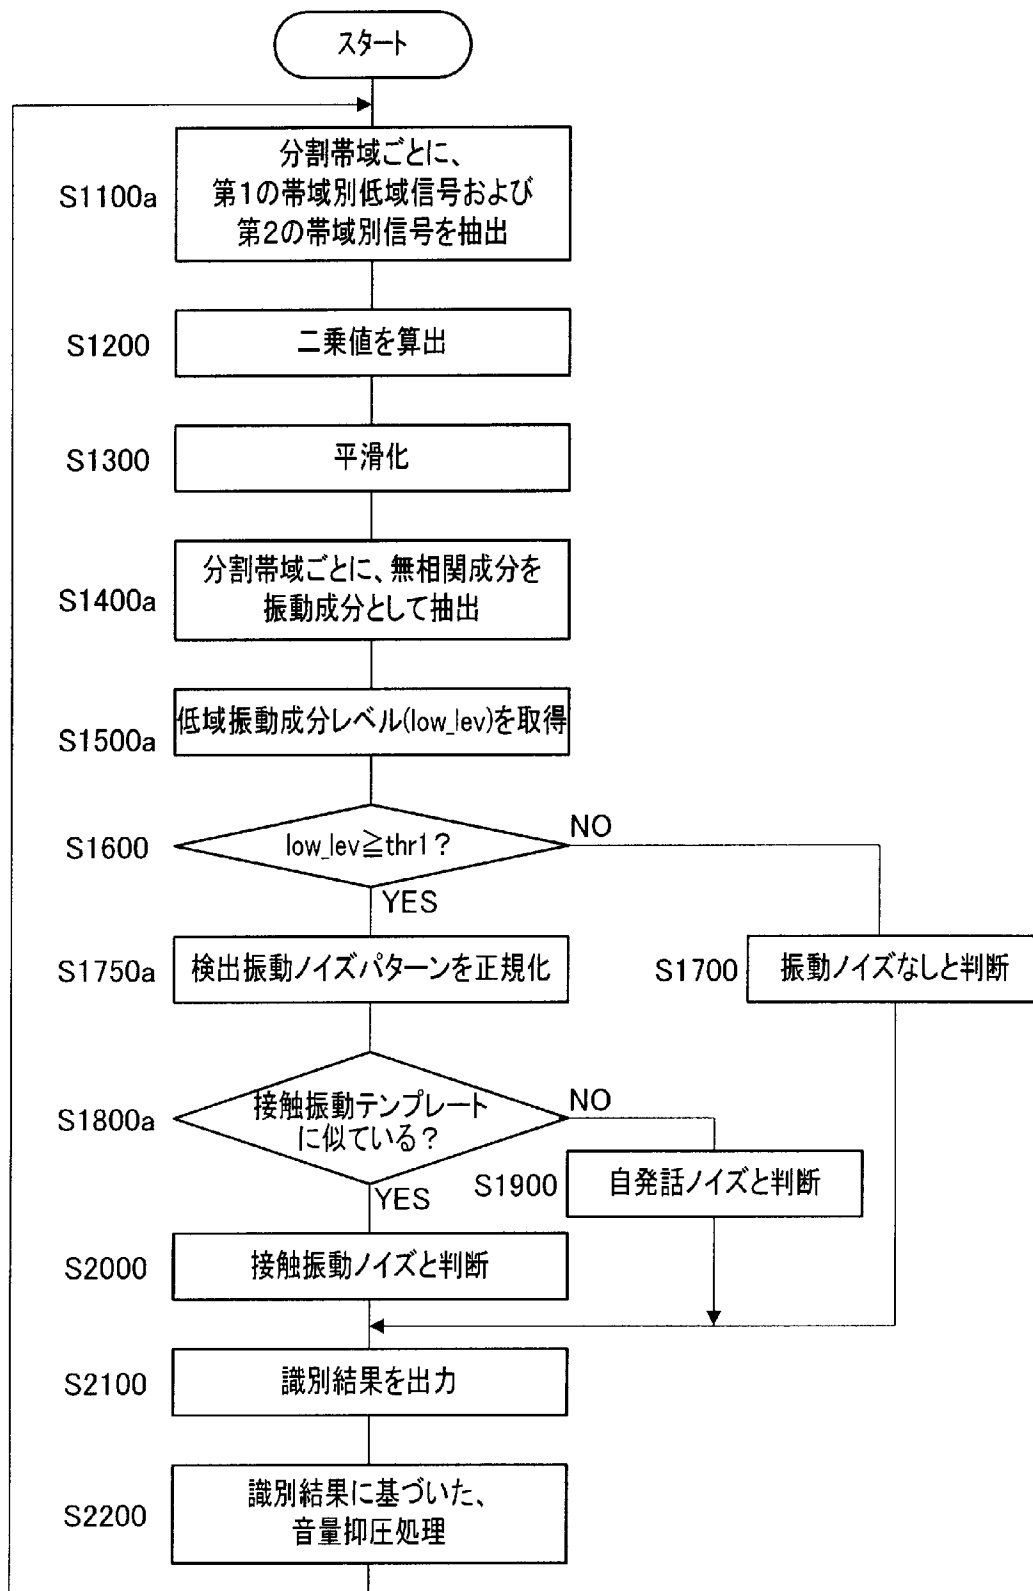 スタート
S1100a
分割帯域ごとに、
第1の帯域別低域信号および
第2の帯域別信号を抽出
S1200
二乗値を算出
S1300
平滑化
S1400a
分割帯域ごとに、無相関成分を
振動成分として抽出
S1500a
低域振動成分レベル(low_lev)を取得
S1600
low_lev≧thr1?
NO
YES
S1750a
検出振動ノイズパターンを正規化
S1700
振動ノイズなしと判断
S1800a
接触振動テンプレート
に似ている?
NO
YES
S1900
自発話ノイズと判断
S2000
接触振動ノイズと判断
S2100
識別結果を出力
S2200
識別結果に基づいた、
音量抑圧処理